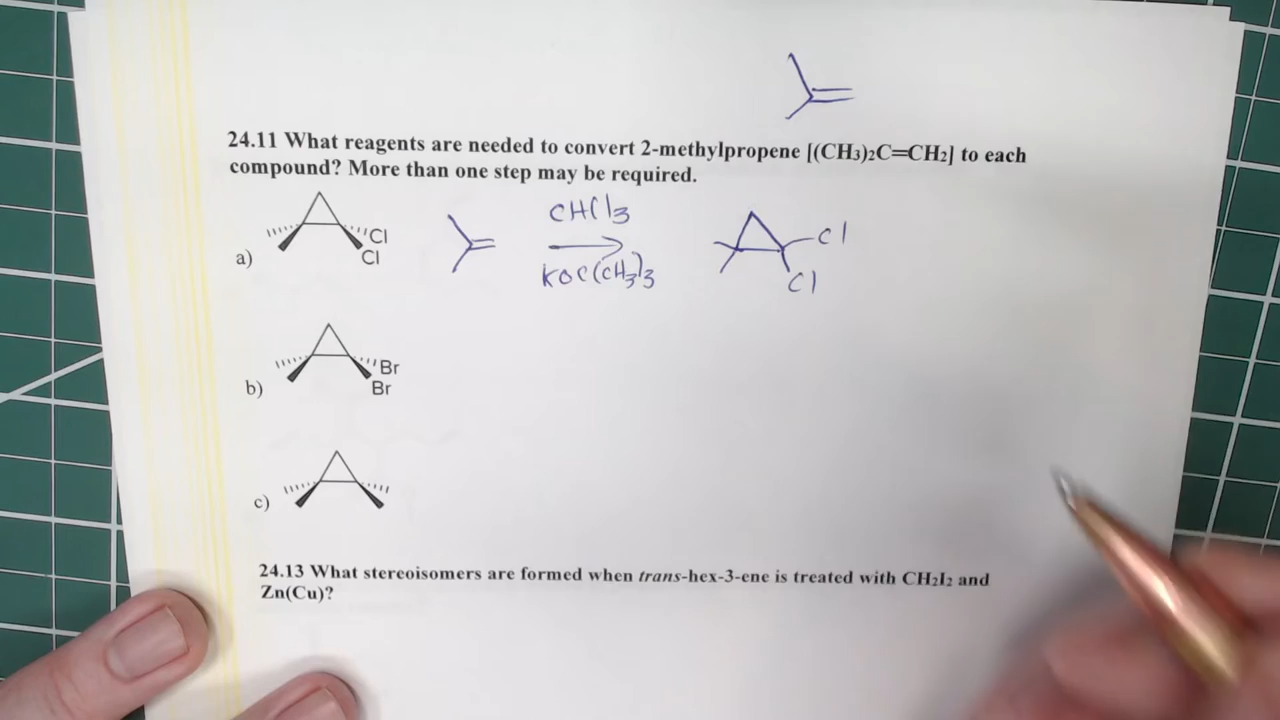 24.11 What reagents are needed to convert 2-methylpropene [(CH3)2C=CH2] to each
compound? More than one step may be required.
a)
Cl
Cl
CHCl3
KOC(CH3)3
Cl
Cl
b)
Br
Br
c)
24.13 What stereoisomers are formed when trans-hex-3-ene is treated with CH2I2 and
Zn(Cu)?